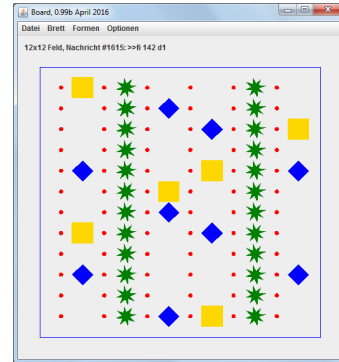 Board, 0.99b April 2016
Datei Brett Formen Optionen
12x12 Feld, Nachricht #1615: >>fi 142 d1